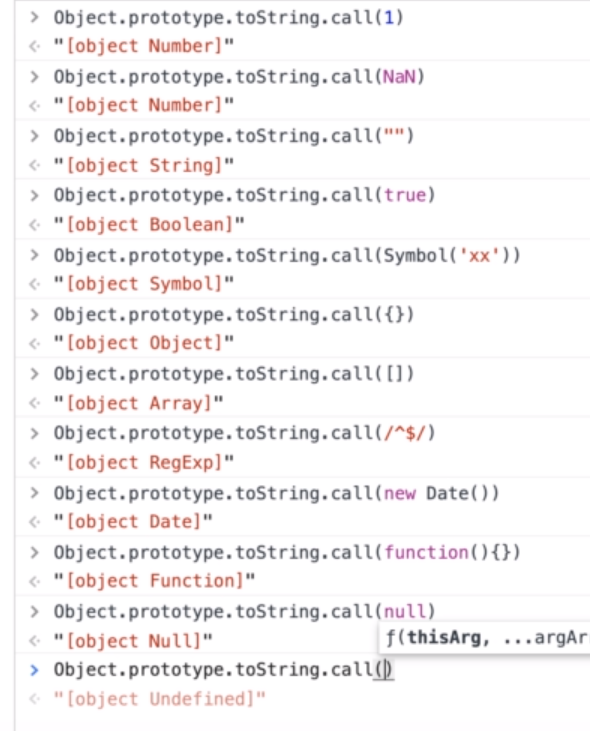 > Object.prototype.toString.call(1)
< "[object Number]"
> Object.prototype.toString.call(NaN)
< "[object Number]"
> Object.prototype.toString.call("")
< "[object String]"
> Object.prototype.toString.call(true)
< "[object Boolean]"
> Object.prototype.toString.call(Symbol('xx'))
< "[object Symbol]"
> Object.prototype.toString.call({})
< "[object Object]"
> Object.prototype.toString.call([])
< "[object Array]"
> Object.prototype.toString.call(/^$/)
< "[object RegExp]"
> Object.prototype.toString.call(new Date())
< "[object Date]"
> Object.prototype.toString.call(function(){})
< "[object Function]"
> Object.prototype.toString.call(null)
< "[object Null]"
ƒ(thisArg, ...argAr
> Object.prototype.toString.call()
< "[object Undefined]"